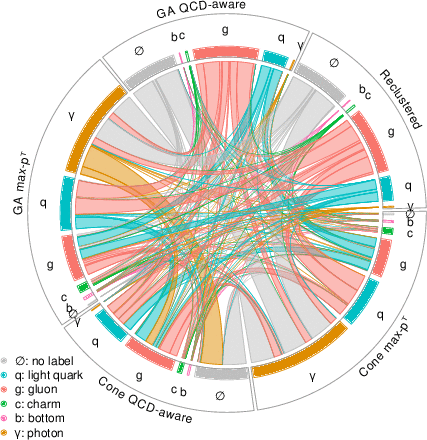 GA QCD-aware
∅ b c g q γ
Reclustered
∅ b c g q γ
Cone max-pT
∅ b c g q γ
Cone QCD-aware
∅ b c g q γ
GA max-pT
∅ b c g q γ
∅: no label
q: light quark
g: gluon
c: charm
b: bottom
γ: photon